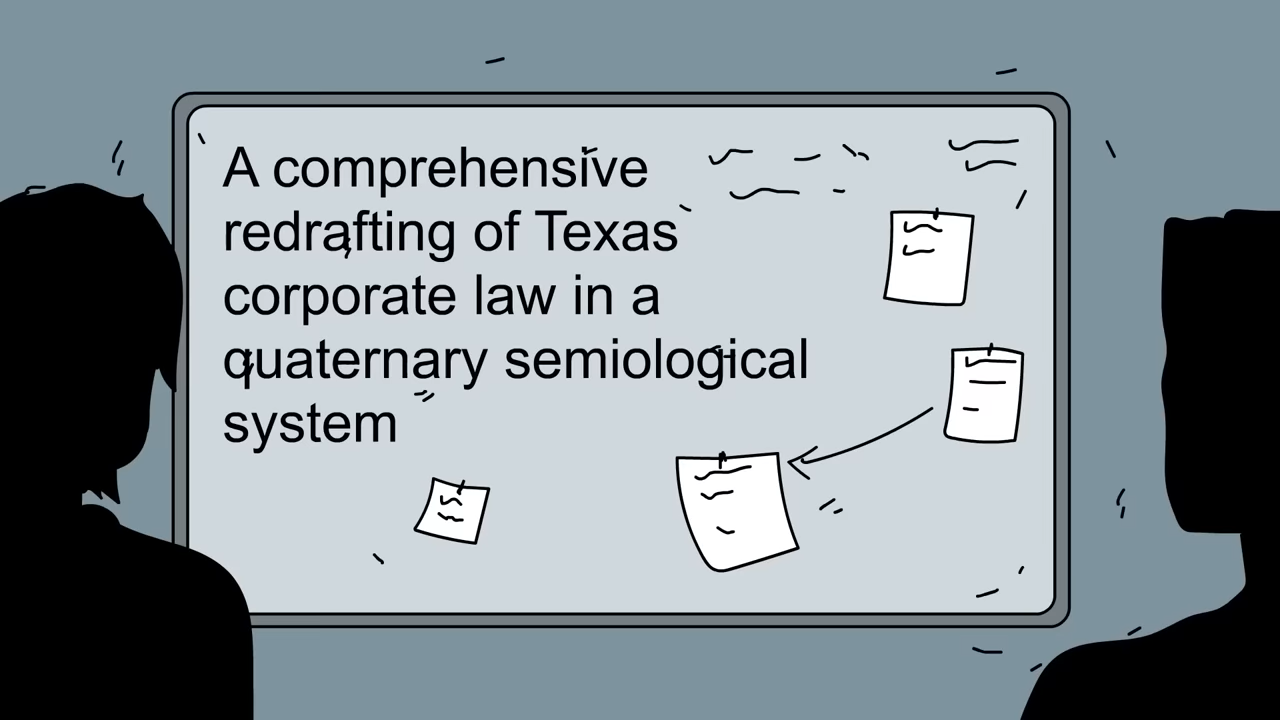 A comprehensive
redrafting of Texas
corporate law in a
quaternary semiological
system